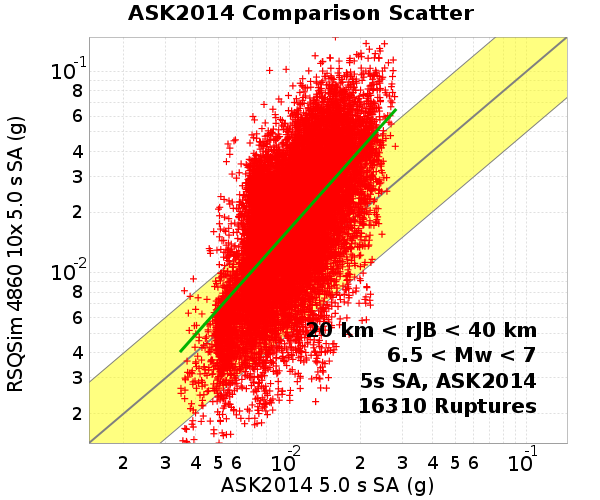 ASK2014 Comparison Scatter
RSQSim 4860 10x 5.0 s SA (g)
10-1
8
6
4
3
2
10-2
8
6
4
3
2
20 km < rJB < 40 km
6.5 < Mw < 7
5s SA, ASK2014
16310 Ruptures
2 3 4 5 6 10-2 2 3 4 5 6 10-1
ASK2014 5.0 s SA (g)